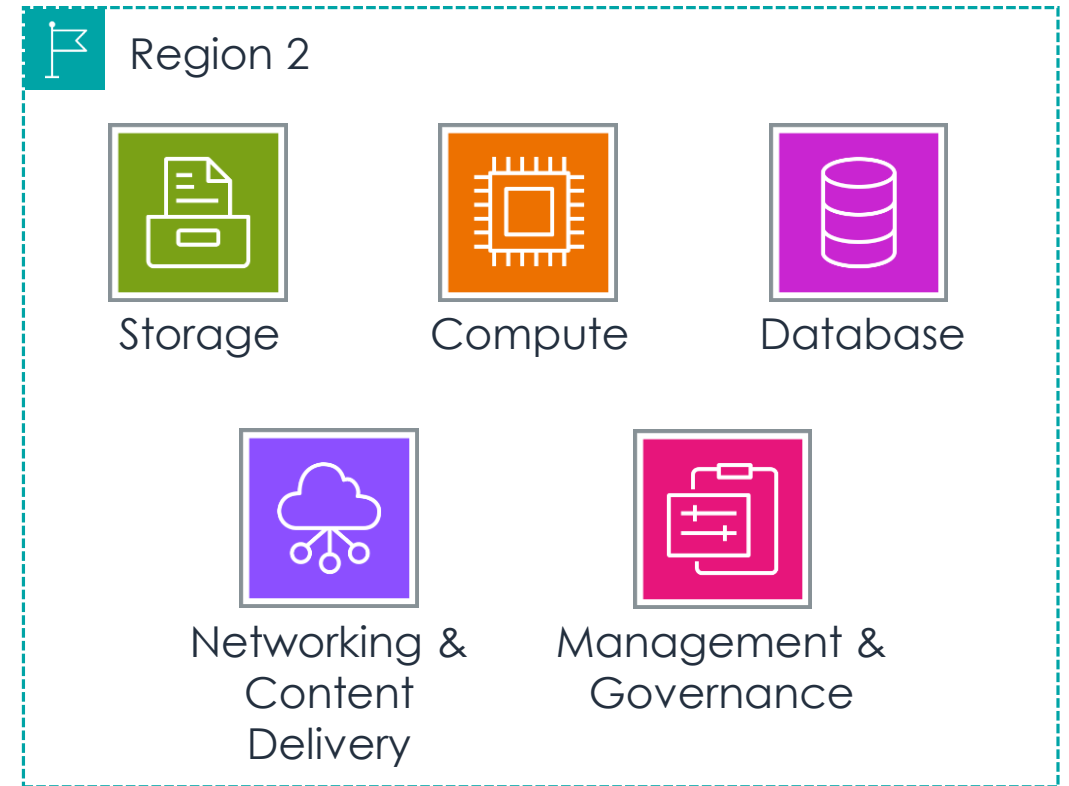 Region 2
Storage
Compute
Database
Networking &
Content
Delivery
Management &
Governance